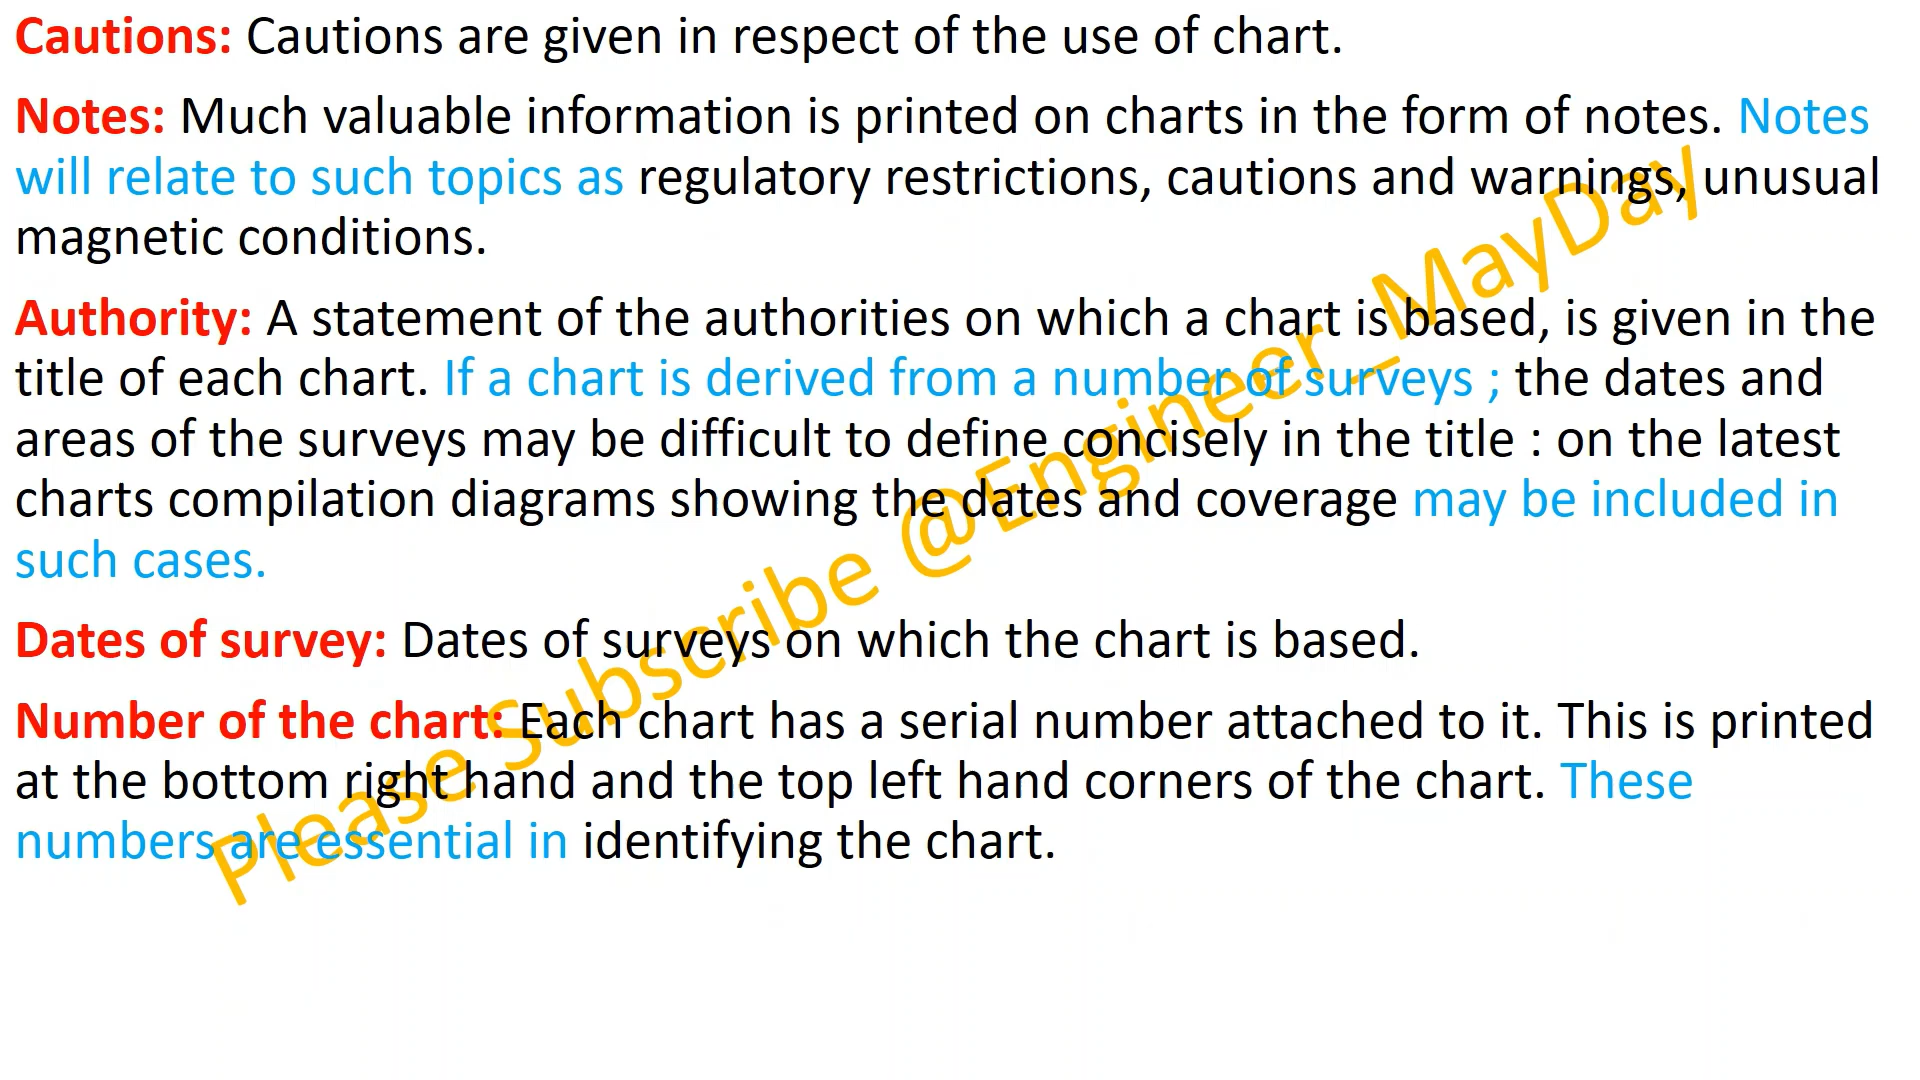 Cautions: Cautions are given in respect of the use of chart.
Notes: Much valuable information is printed on charts in the form of notes. Notes
will relate to such topics as regulatory restrictions, cautions and warnings, unusual
magnetic conditions.
Authority: A statement of the authorities on which a chart is based, is given in the
title of each chart. If a chart is derived from a number of surveys ; the dates and
areas of the surveys may be difficult to define concisely in the title : on the latest
charts compilation diagrams showing the dates and coverage may be included in
such cases.
Dates of survey: Dates of surveys on which the chart is based.
Number of the chart: Each chart has a serial number attached to it. This is printed
at the bottom right hand and the top left hand corners of the chart. These
numbers are essential in identifying the chart.
Please Subscribe @Engineer_MayDay